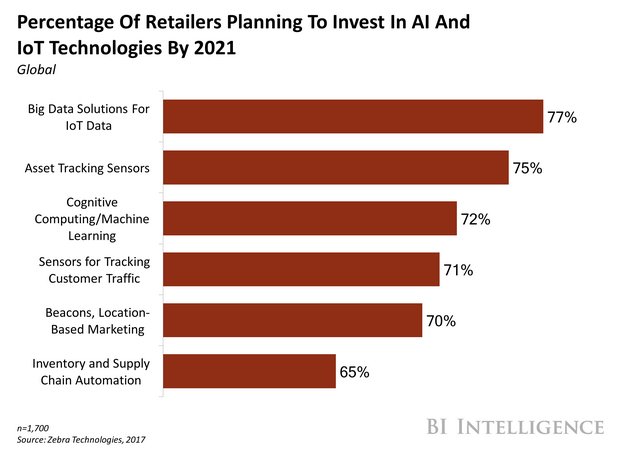 Percentage Of Retailers Planning To Invest In AI And
IoT Technologies By 2021
Global
Big Data Solutions For
IoT Data
77%
Asset Tracking Sensors
75%
Cognitive
Computing/Machine
Learning
72%
Sensors for Tracking
Customer Traffic
71%
Beacons, Location-
Based Marketing
70%
Inventory and Supply
Chain Automation
65%
n=1,700
Source: Zebra Technologies, 2017
BI INTELLIGENCE